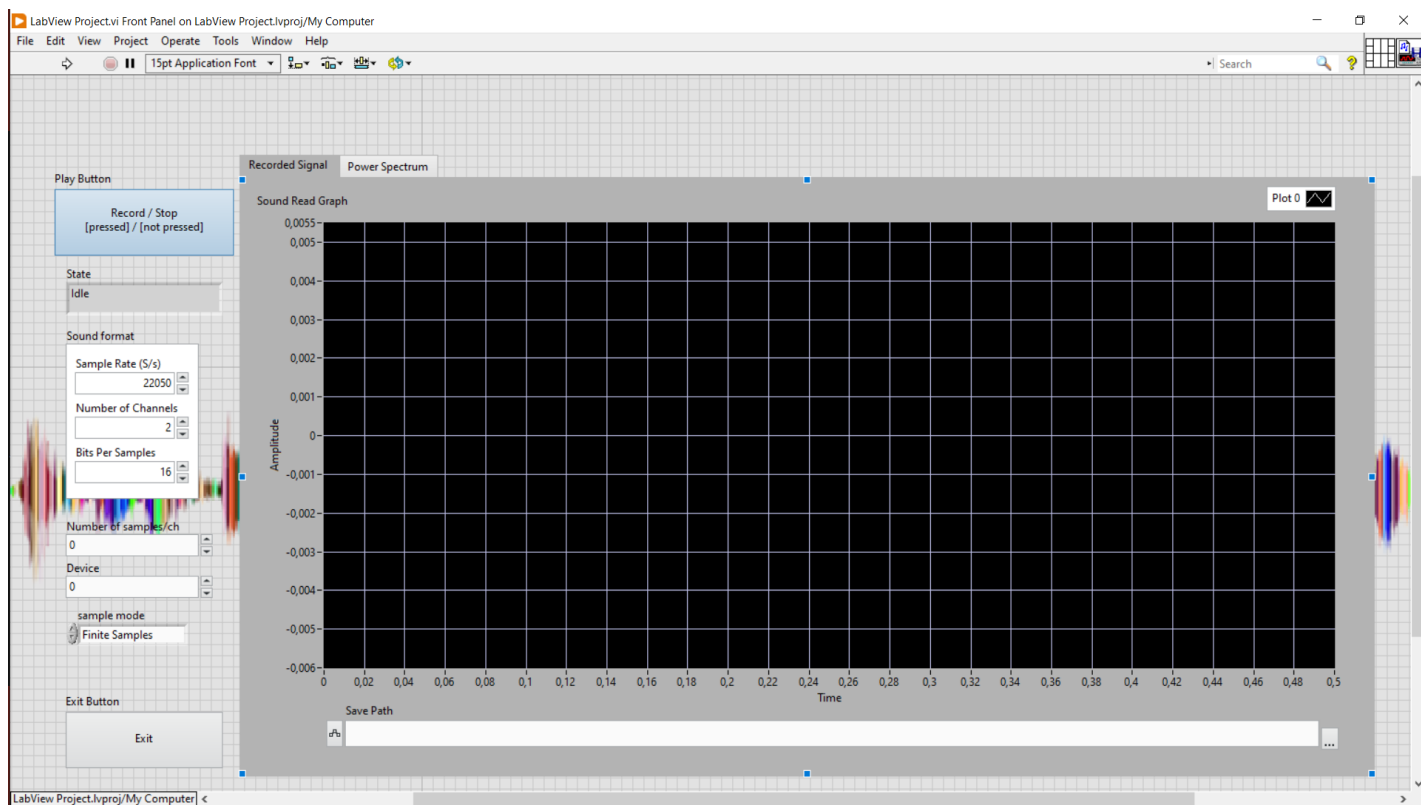 LabView Project.vi Front Panel on LabView Project.lvproj/My Computer
File Edit View Project Operate Tools Window Help
15pt Application Font
Search
Recorded Signal Power Spectrum
Play Button
Record / Stop
[pressed] / [not pressed]
State
Idle
Sound format
Sample Rate (S/s)
22050
Number of Channels
2
Bits Per Samples
16
Number of samples/ch
0
Device
0
sample mode
Finite Samples
Exit Button
Exit
Sound Read Graph
Plot 0
Amplitude
0,0055
0,005
0,004
0,003
0,002
0,001
0
-0,001
-0,002
-0,003
-0,004
-0,005
-0,006
0 0,02 0,04 0,06 0,08 0,1 0,12 0,14 0,16 0,18 0,2 0,22 0,24 0,26 0,28 0,3 0,32 0,34 0,36 0,38 0,4 0,42 0,44 0,46 0,48 0,5
Time
Save Path
...
LabView Project.lvproj/My Computer